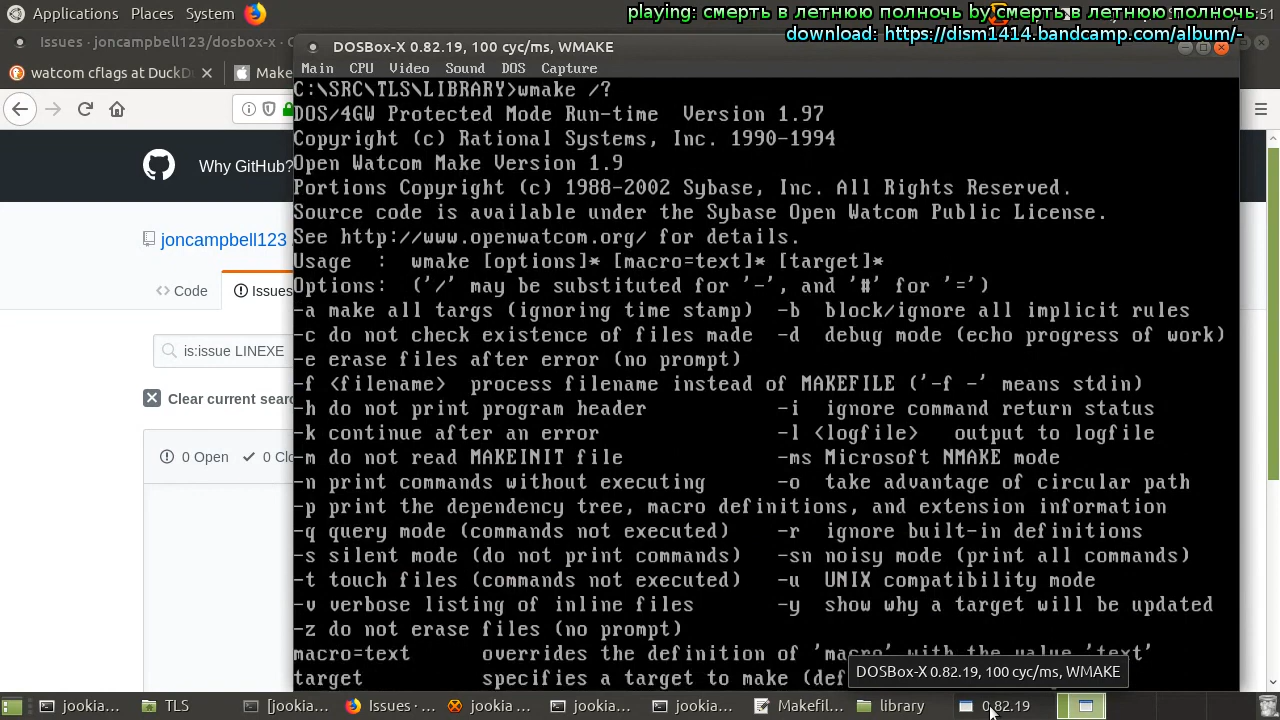 Applications Places System
playing: смерть в летнюю полночь by смерть в летнюю полночь
:51
download: https://dism1414.bandcamp.com/album/-
Issues · joncampbell123/dosbox-x ·
DOSBox-X 0.82.19, 100 cyc/ms, WMAKE
watcom cflags at DuckD
Make
Main CPU Video Sound DOS Capture
Why GitHub?
joncampbell123
Code
Issues
is:issue LINEXE
Clear current searc
0 Open
0 Clo
C:\SRC\TLS\LIBRARY>wmake /?
DOS/4GW Protected Mode Run-time Version 1.97
Copyright (c) Rational Systems, Inc. 1990-1994
Open Watcom Make Version 1.9
Portions Copyright (c) 1988-2002 Sybase, Inc. All Rights Reserved.
Source code is available under the Sybase Open Watcom Public License.
See http://www.openwatcom.org/ for details.
Usage : wmake [options]* [macro=text]* [target]*
Options: ('/' may be substituted for '-', and '#' for '=')
-a make all targs (ignoring time stamp) -b block/ignore all implicit rules
-c do not check existence of files made -d debug mode (echo progress of work)
-e erase files after error (no prompt)
-f <filename> process filename instead of MAKEFILE ('-f -' means stdin)
-h do not print program header -i ignore command return status
-k continue after an error -l <logfile> output to logfile
-m do not read MAKEINIT file -ms Microsoft NMAKE mode
-n print commands without executing -o take advantage of circular path
-p print the dependency tree, macro definitions, and extension information
-q query mode (commands not executed) -r ignore built-in definitions
-s silent mode (do not print commands) -sn noisy mode (print all commands)
-t touch files (commands not executed) -u UNIX compatibility mode
-v verbose listing of inline files -y show why a target will be updated
-z do not erase files (no prompt)
macro=text overrides the definition of 'macro' with the value 'text'
target specifies a target to make (def
DOSBox-X 0.82.19, 100 cyc/ms, WMAKE
jookia... TLS [jookia... Issues · ... jookia ... jookia... jookia... Makefil... library 0.82.19